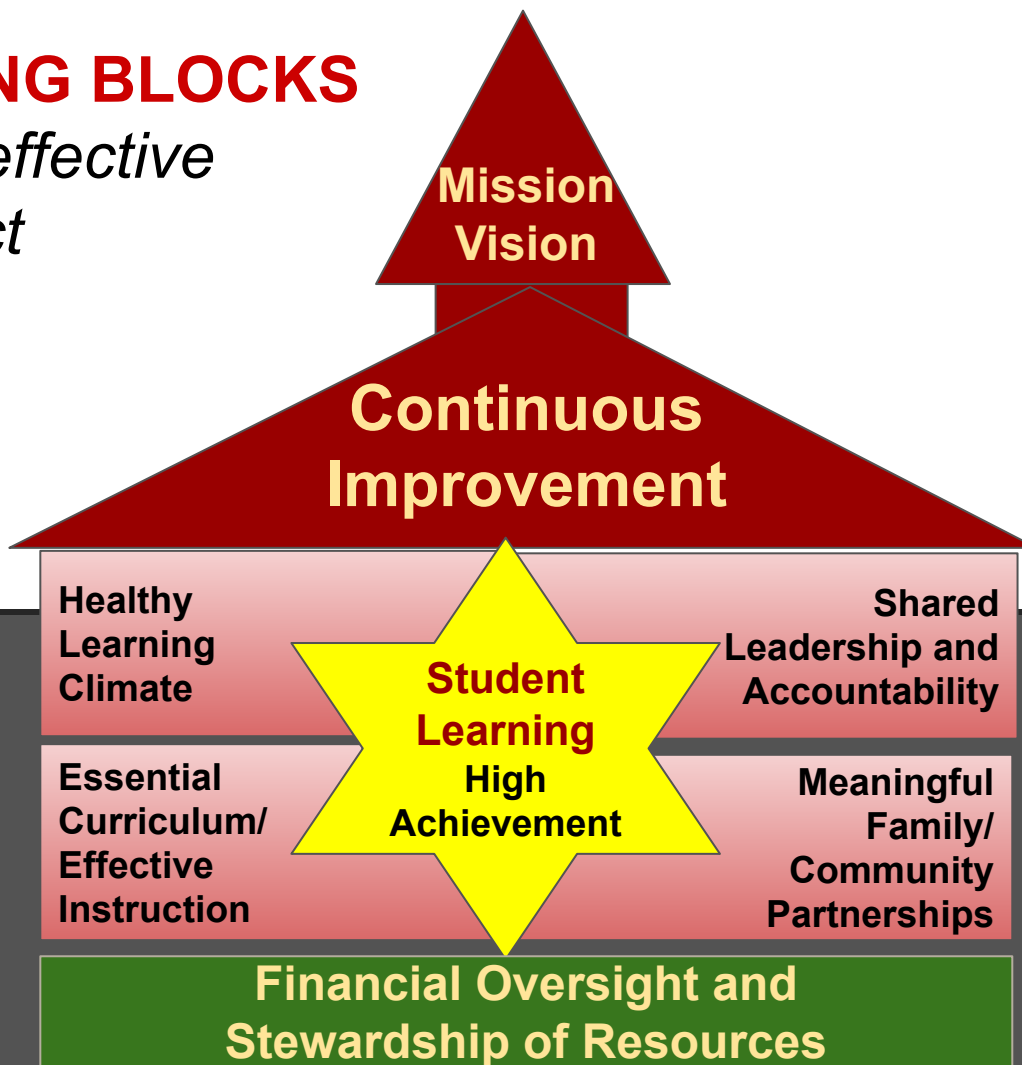 NG BLOCKS
effective
ct
Mission
Vision
Continuous
Improvement
Healthy
Learning
Climate
Shared
Leadership and
Accountability
Student
Learning
High
Achievement
Essential
Curriculum/
Effective
Instruction
Meaningful
Family/
Community
Partnerships
Financial Oversight and
Stewardship of Resources